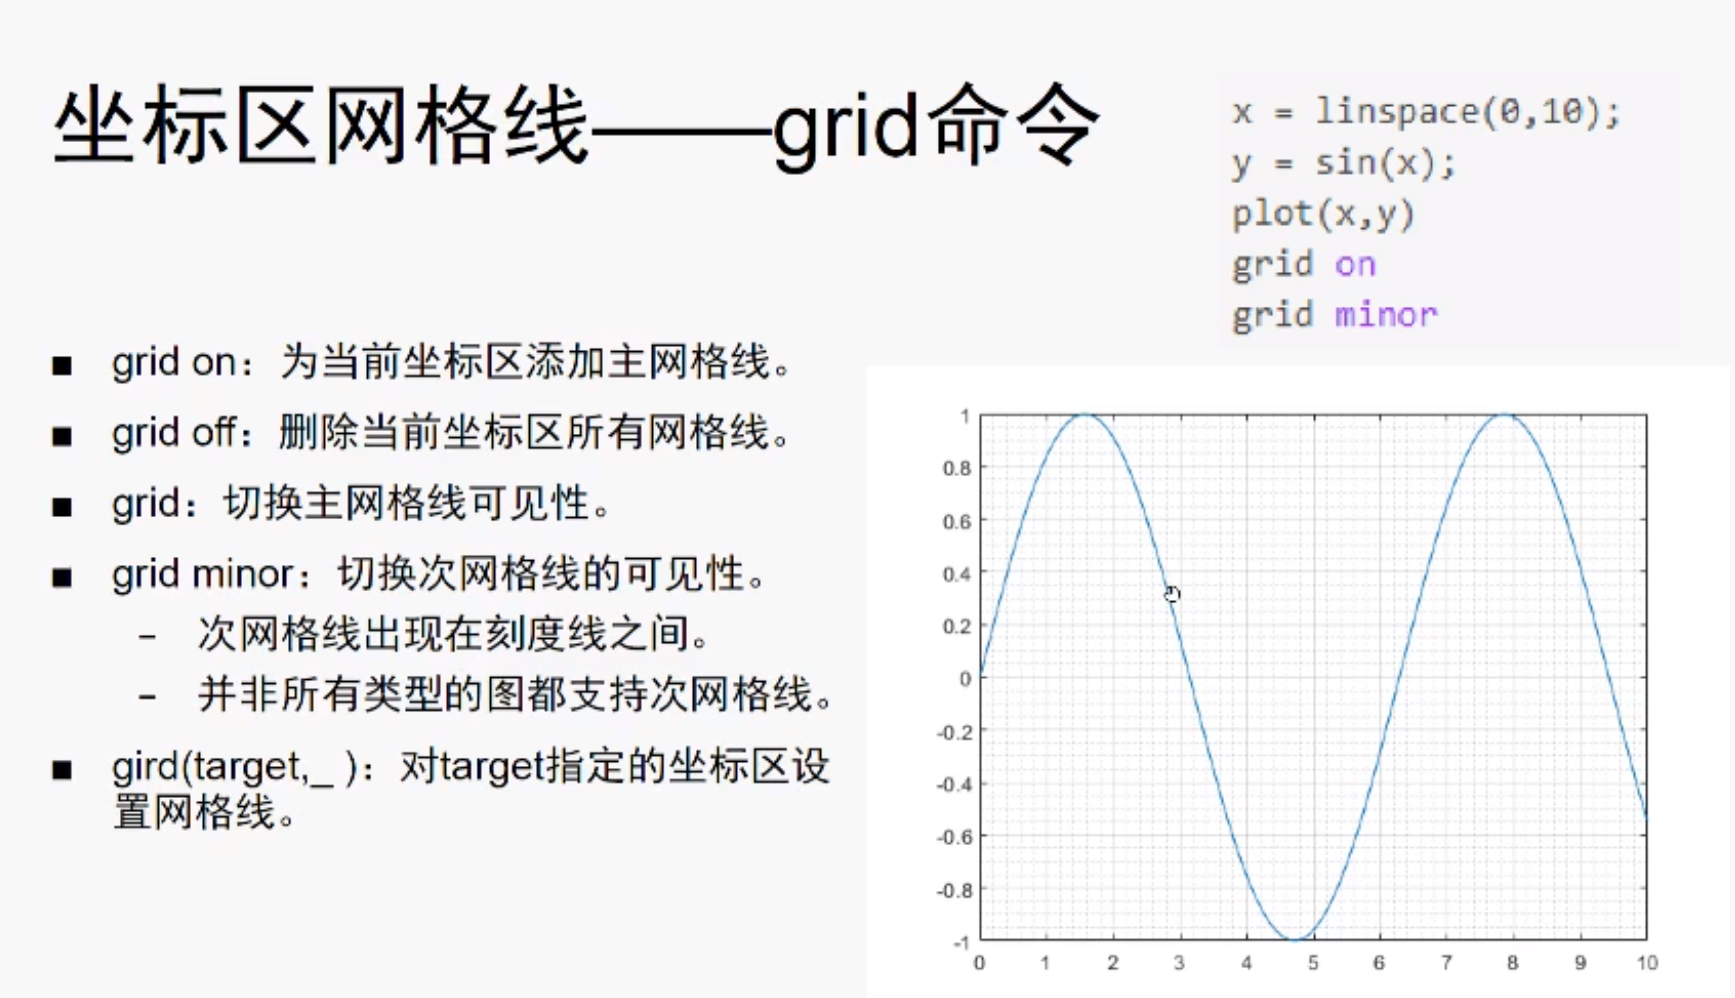 坐标区网格线——grid命令
x = linspace(0,10);
y = sin(x);
plot(x,y)
grid on
grid minor
■ grid on：为当前坐标区添加主网格线。
■ grid off：删除当前坐标区所有网格线。
■ grid：切换主网格线可见性。
■ grid minor：切换次网格线的可见性。
– 次网格线出现在刻度线之间。
– 并非所有类型的图都支持次网格线。
■ gird(target,_ )：对target指定的坐标区设
置网格线。
1
0.8
0.6
0.4
0.2
0
-0.2
-0.4
-0.6
-0.8
-1
0 1 2 3 4 5 6 7 8 9 10